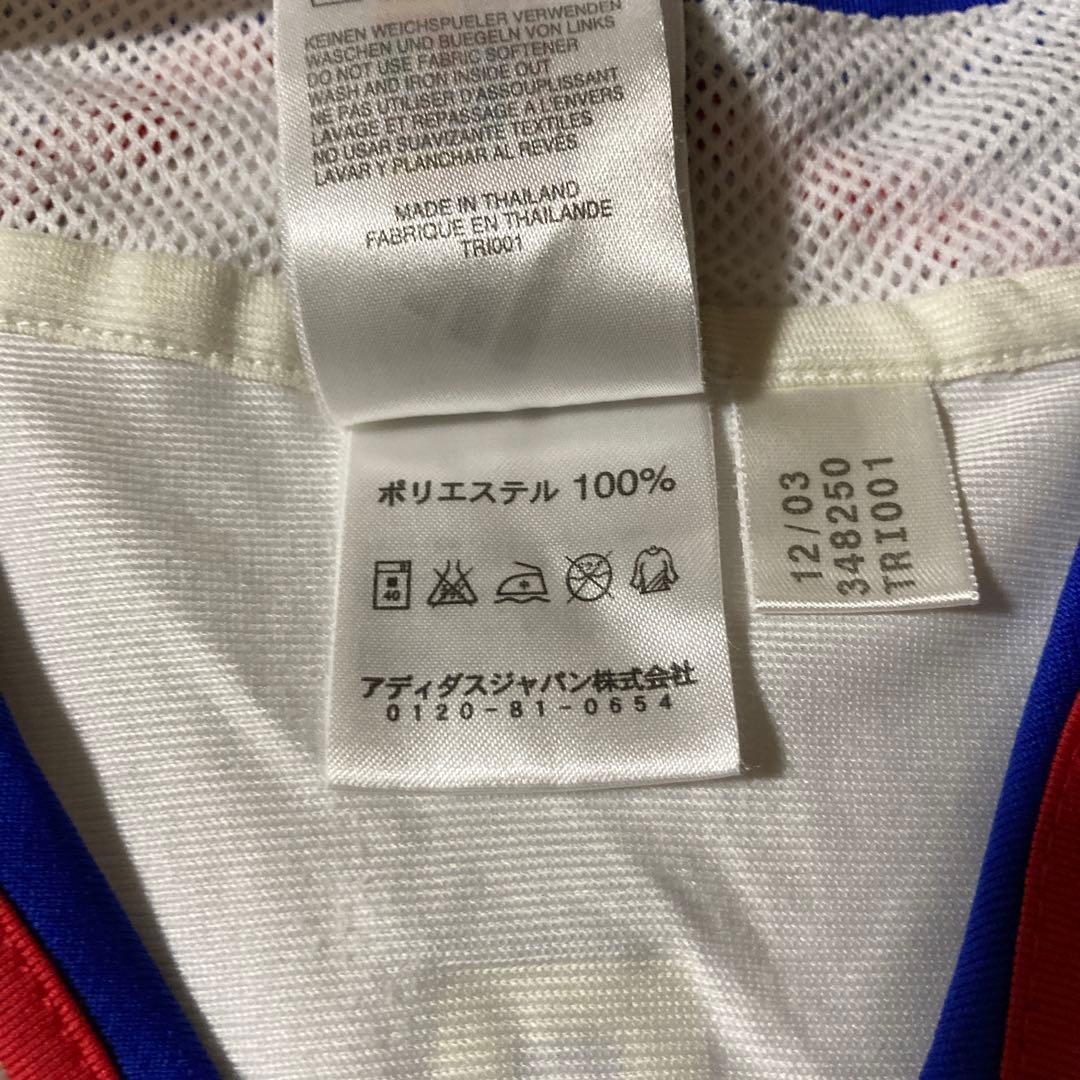 KEINEN WEICHSPUELER VERWENDEN
WASCHEN UND BUEGELN VON LINKS
DO NOT USE FABRIC SOFTENER
WASH AND IRON INSIDE OUT
NE PAS UTILISER D'ASSOUPLISSANT
LAVAGE ET REPASSAGE A L'ENVERS
NO USAR SUAVIZANTE TEXTILES
LAVAR Y PLANCHAR AL REVES
MADE IN THAILAND
FABRIQUE EN THAILANDE
TRI001
ポリエステル 100%
40
アディダスジャパン株式会社
0120-81-0654
12/03
348250
TRI001